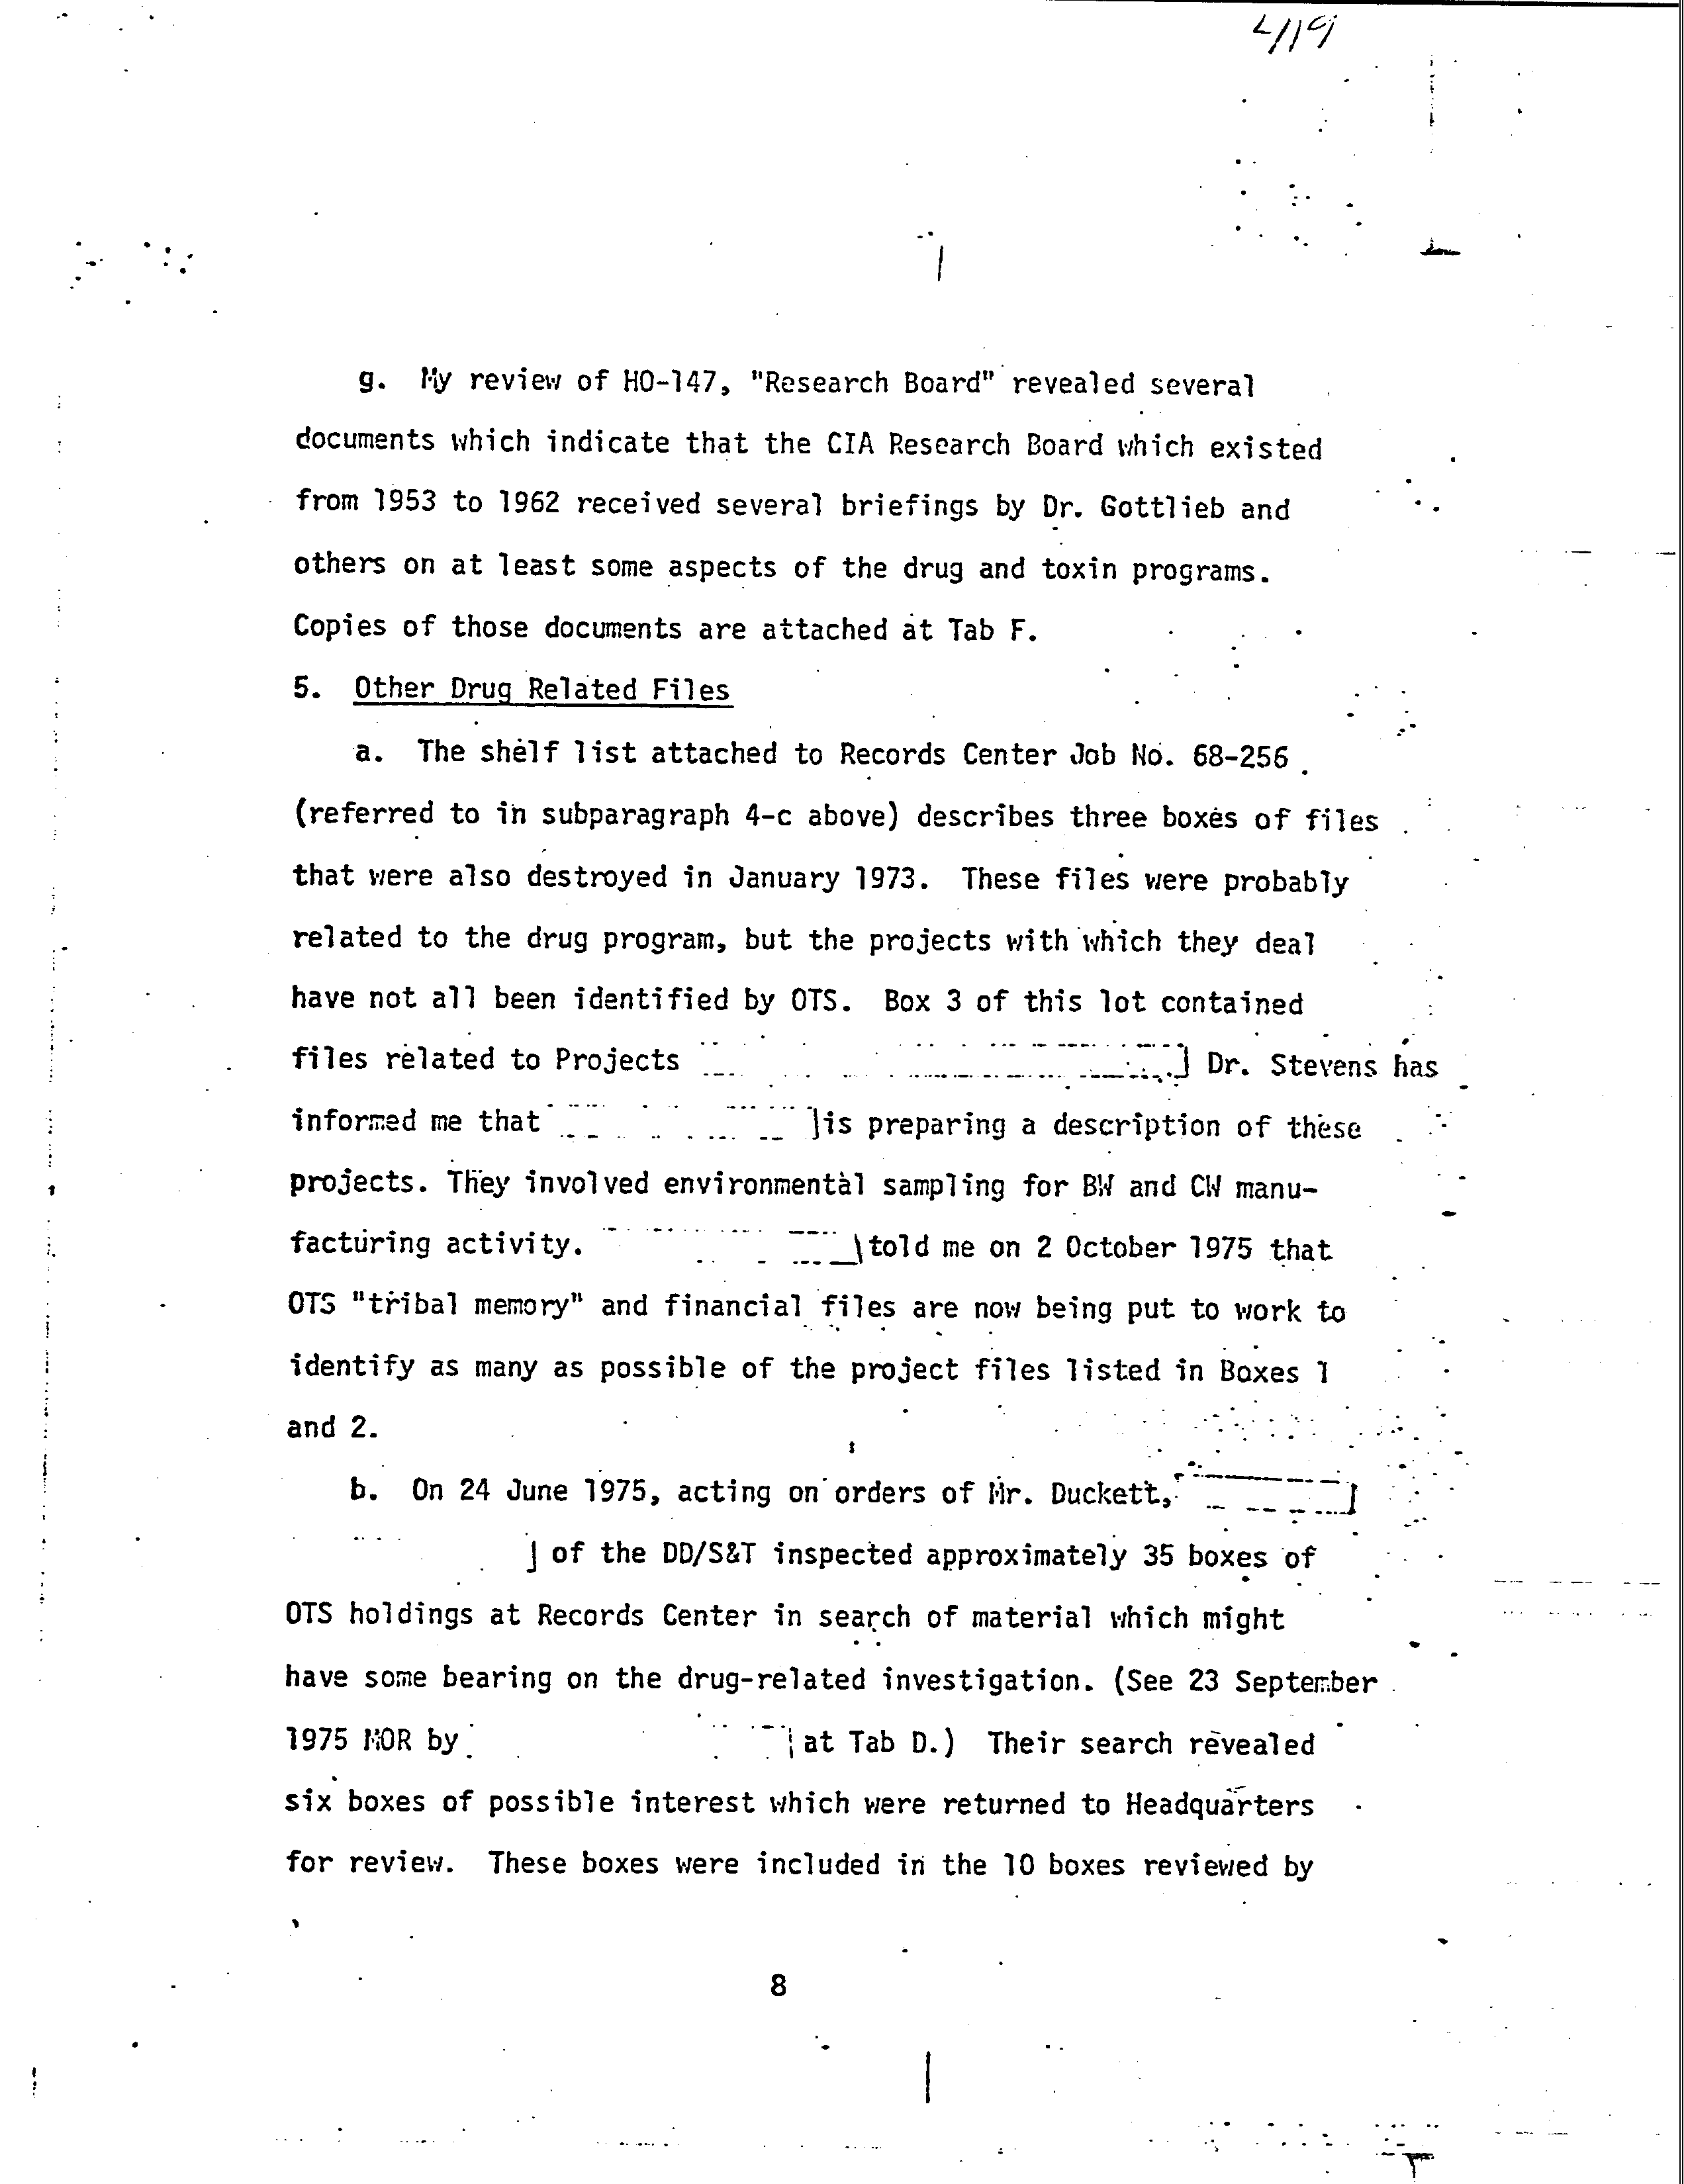 4/19
g. My review of HO-147, "Research Board" revealed several
documents which indicate that the CIA Research Board which existed
from 1953 to 1962 received several briefings by Dr. Gottlieb and
others on at least some aspects of the drug and toxin programs.
Copies of those documents are attached at Tab F.
5. Other Drug Related Files
a. The shelf list attached to Records Center Job No. 68-256
(referred to in subparagraph 4-c above) describes three boxes of files
that were also destroyed in January 1973. These files were probably
related to the drug program, but the projects with which they deal
have not all been identified by OTS. Box 3 of this lot contained
files related to Projects ] Dr. Stevens has
informed me that ]is preparing a description of these
projects. They involved environmental sampling for BW and CW manu-
facturing activity. told me on 2 October 1975 that
OTS "tribal memory" and financial files are now being put to work to
identify as many as possible of the project files listed in Boxes 1
and 2.
b. On 24 June 1975, acting on orders of Mr. Duckett, ]
] of the DD/S&T inspected approximately 35 boxes of
OTS holdings at Records Center in search of material which might
have some bearing on the drug-related investigation. (See 23 September
1975 MOR by at Tab D.) Their search revealed
six boxes of possible interest which were returned to Headquarters
for review. These boxes were included in the 10 boxes reviewed by
8